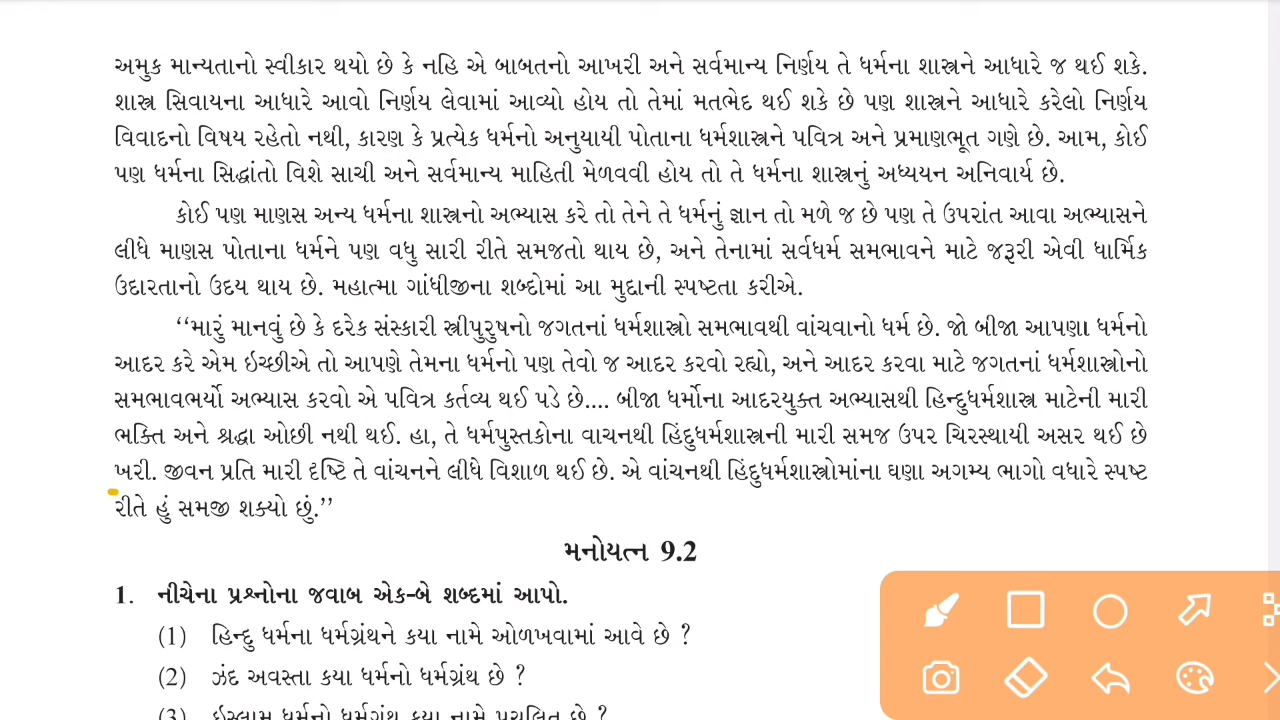 અમુક માન્યતાનો સ્વીકાર થયો છે કે નહિ એ બાબતનો આખરી અને સર્વમાન્ય નિર્ણય તે ધર્મના શાસ્ત્રને આધારે જ થઈ શકે.
શાસ્ત્ર સિવાયના આધારે આવો નિર્ણય લેવામાં આવ્યો હોય તો તેમાં મતભેદ થઈ શકે છે પણ શાસ્ત્રને આધારે કરેલો નિર્ણય
વિવાદનો વિષય રહેતો નથી, કારણ કે પ્રત્યેક ધર્મનો અનુયાયી પોતાના ધર્મશાસ્ત્રને પવિત્ર અને પ્રમાણભૂત ગણે છે. આમ, કોઈ
પણ ધર્મના સિદ્ધાંતો વિશે સાચી અને સર્વમાન્ય માહિતી મેળવવી હોય તો તે ધર્મના શાસ્ત્રનું અધ્યયન અનિવાર્ય છે.
કોઈ પણ માણસ અન્ય ધર્મના શાસ્ત્રનો અભ્યાસ કરે તો તેને તે ધર્મનું જ્ઞાન તો મળે જ છે પણ તે ઉપરાંત આવા અભ્યાસને
લીધે માણસ પોતાના ધર્મને પણ વધુ સારી રીતે સમજતો થાય છે, અને તેનામાં સર્વધર્મ સમભાવને માટે જરૂરી એવી ધાર્મિક
ઉદારતાનો ઉદય થાય છે. મહાત્મા ગાંધીજીના શબ્દોમાં આ મુદ્દાની સ્પષ્ટતા કરીએ.
‘‘મારું માનવું છે કે દરેક સંસ્કારી સ્ત્રીપુરુષનો જગતનાં ધર્મશાસ્ત્રો સમભાવથી વાંચવાનો ધર્મ છે. જો બીજા આપણા ધર્મનો
આદર કરે એમ ઇચ્છીએ તો આપણે તેમના ધર્મનો પણ તેવો જ આદર કરવો રહ્યો, અને આદર કરવા માટે જગતનાં ધર્મશાસ્ત્રોનો
સમભાવભર્યો અભ્યાસ કરવો એ પવિત્ર કર્તવ્ય થઈ પડે છે.... બીજા ધર્મોના આદરયુક્ત અભ્યાસથી હિન્દુધર્મશાસ્ત્ર માટેની મારી
ભક્તિ અને શ્રદ્ધા ઓછી નથી થઈ. હા, તે ધર્મપુસ્તકોના વાચનથી હિંદુધર્મશાસ્ત્રની મારી સમજ ઉપર ચિરસ્થાયી અસર થઈ છે
ખરી. જીવન પ્રતિ મારી દૃષ્ટિ તે વાંચનને લીધે વિશાળ થઈ છે. એ વાંચનથી હિંદુધર્મશાસ્ત્રોમાંના ઘણા અગમ્ય ભાગો વધારે સ્પષ્ટ
રીતે હું સમજી શક્યો છું.’’
મનોયત્ન 9.2
1. નીચેના પ્રશ્નોના જવાબ એક-બે શબ્દમાં આપો.
(1) હિન્દુ ધર્મના ધર્મગ્રંથને કયા નામે ઓળખવામાં આવે છે ?
(2) ઝંદ અવસ્તા કયા ધર્મનો ધર્મગ્રંથ છે ?
(3) ઇસ્લામ ધર્મનો ધર્મગ્રંથ કયા નામે પ્રચલિત છે ?